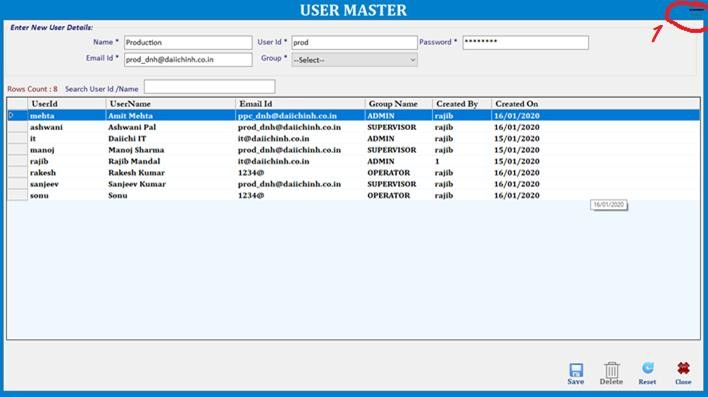 USER MASTER
1
Enter New User Details:
Name * Production User Id * prod Password * ********
Email Id * prod_dnh@daiichinh.co.in Group * --Select--
Rows Count : 8 Search User Id /Name
UserId UserName Email Id Group Name Created By Created On
mehta Amit Mehta ppc_dnh@daiichinh.co.in ADMIN rajib 16/01/2020
ashwani Ashwani Pal prod_dnh@daiichinh.co.in SUPERVISOR rajib 16/01/2020
it Daiichi IT it@daiichinh.co.in ADMIN rajib 15/01/2020
manoj Manoj Sharma prod_dnh@daiichinh.co.in SUPERVISOR rajib 15/01/2020
rajib Rajib Mandal it@daiichinh.co.in ADMIN 1 15/01/2020
rakesh Rakesh Kumar 1234@ OPERATOR rajib 16/01/2020
sanjeev Sanjeev Kumar prod_dnh@daiichinh.co.in SUPERVISOR rajib 16/01/2020
sonu Sonu 1234@ OPERATOR rajib 16/01/2020
16/01/2020
Save Delete Reset Close